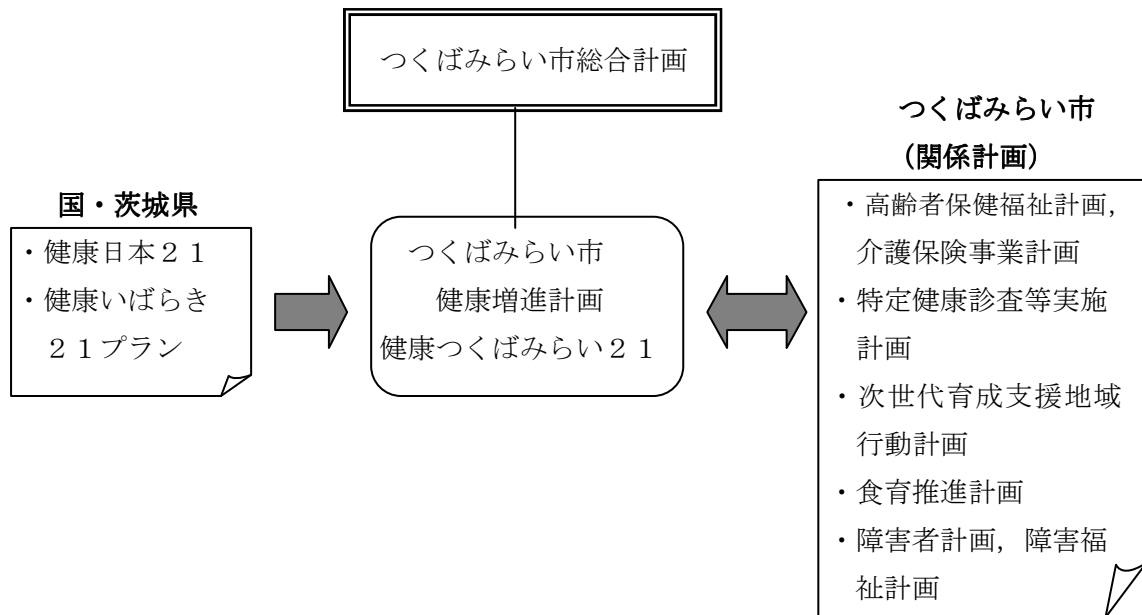 つくばみらい市総合計画
国・茨城県
・健康日本２１
・健康いばらき
２１プラン
つくばみらい市
健康増進計画
健康つくばみらい２１
つくばみらい市
（関係計画）
・高齢者保健福祉計画，
介護保険事業計画
・特定健康診査等実施
計画
・次世代育成支援地域
行動計画
・食育推進計画
・障害者計画，障害福
祉計画